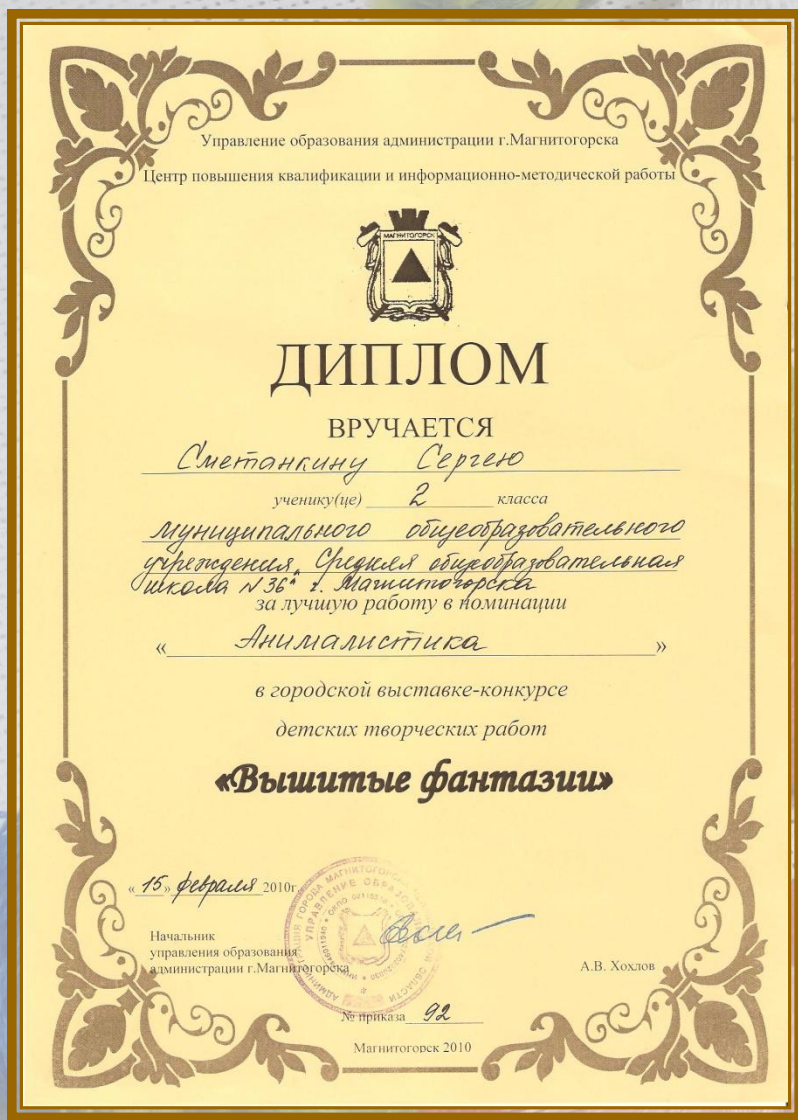 Управление образования администрации г.Магнитогорска
Центр повышения квалификации и информационно-методической работы
МАГНИТОГОРСК
ДИПЛОМ
ВРУЧАЕТСЯ
Сметанкину Сергею
ученику(це) 2 класса
Муниципального общеобразовательного
учреждения „Средняя общеобразовательная
школа №36" г. Магнитогорска
за лучшую работу в номинации
« Анималистика »
в городской выставке-конкурсе
детских творческих работ
«Вышитые фантазии»
« 15 » февраля 2010г.
Начальник
управления образования
администрации г.Магнитогорска
А.В. Хохлов
№ приказа 92
Магнитогорск 2010